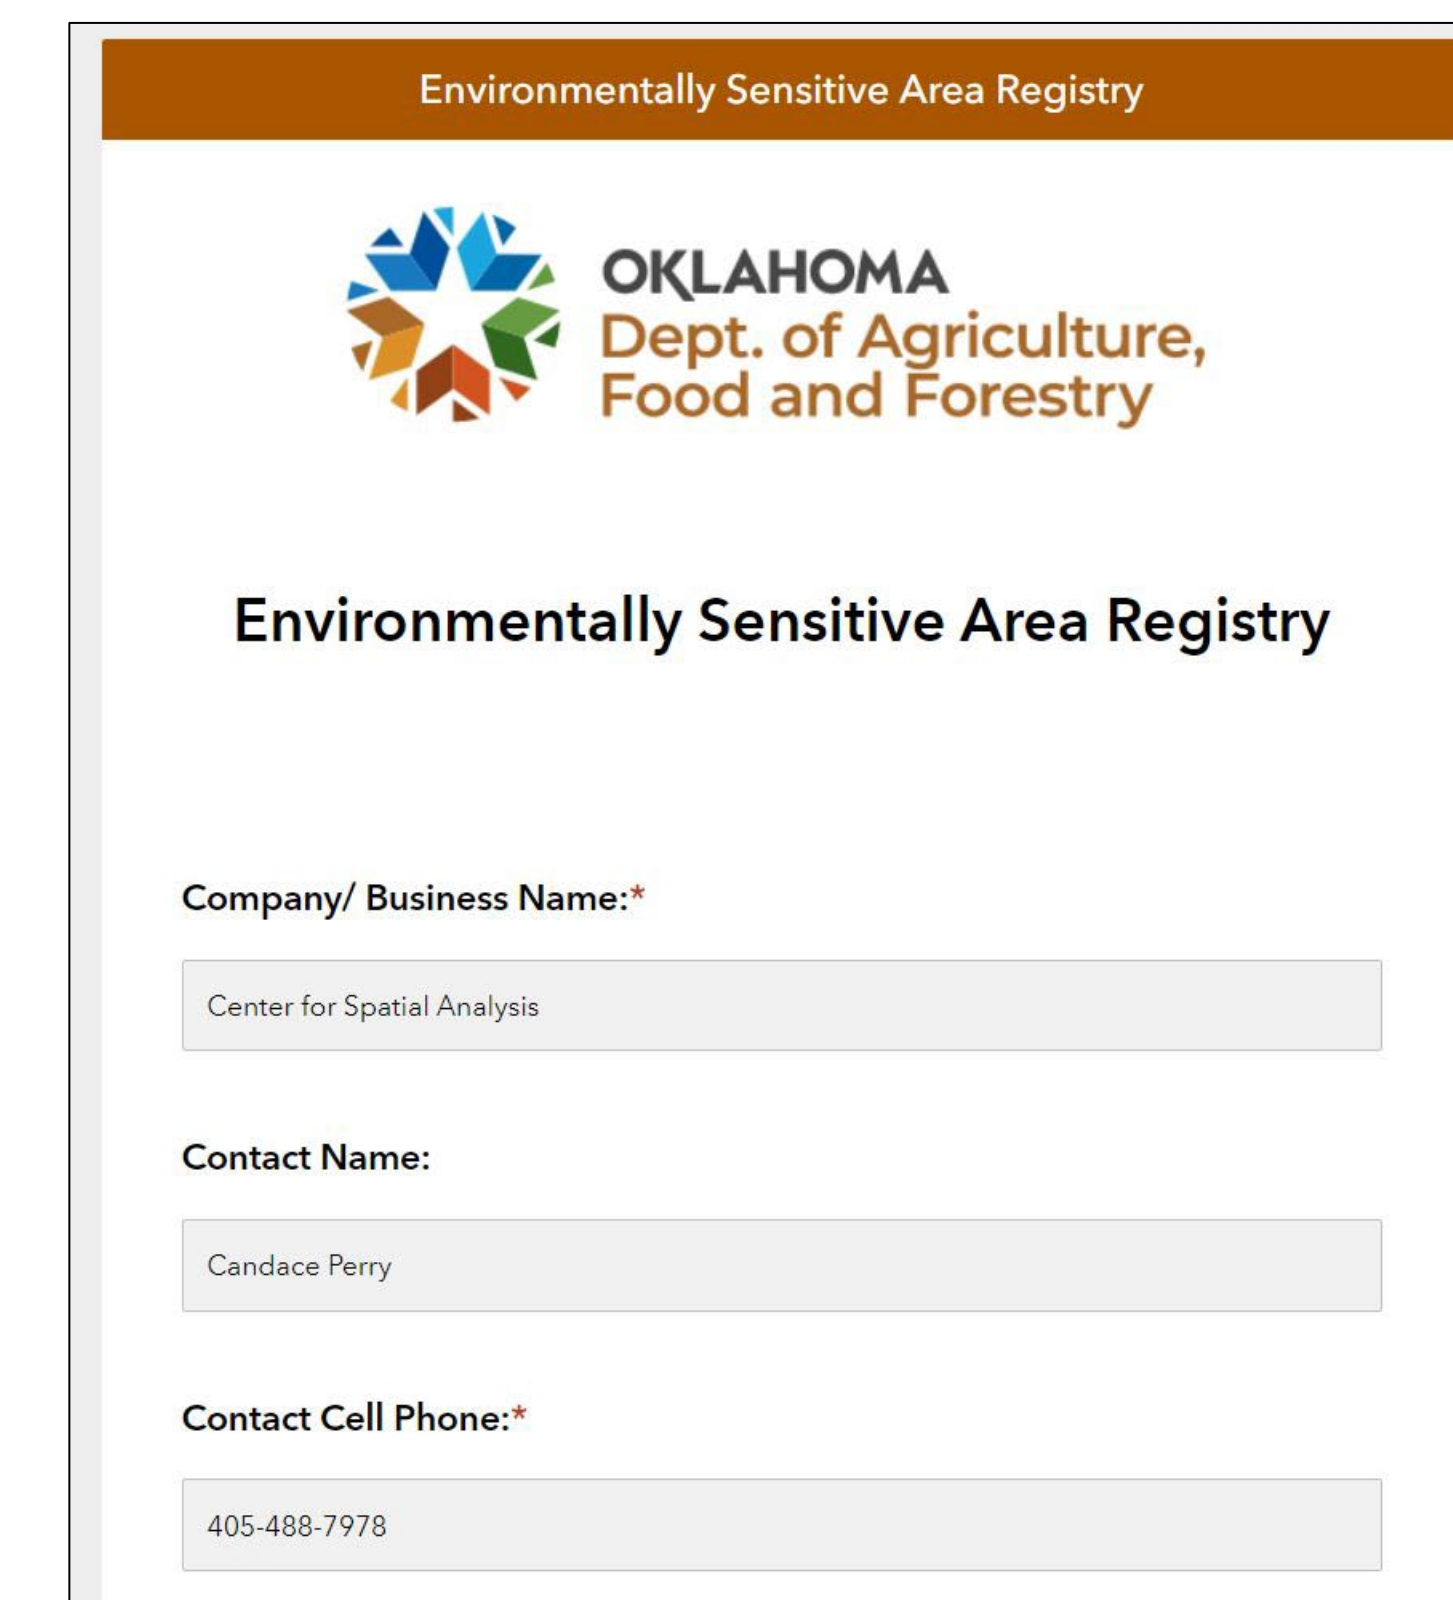 Environmentally Sensitive Area Registry
OKLAHOMA
Dept. of Agriculture,
Food and Forestry
Environmentally Sensitive Area Registry
Company/ Business Name:*
Center for Spatial Analysis
Contact Name:
Candace Perry
Contact Cell Phone:*
405-488-7978